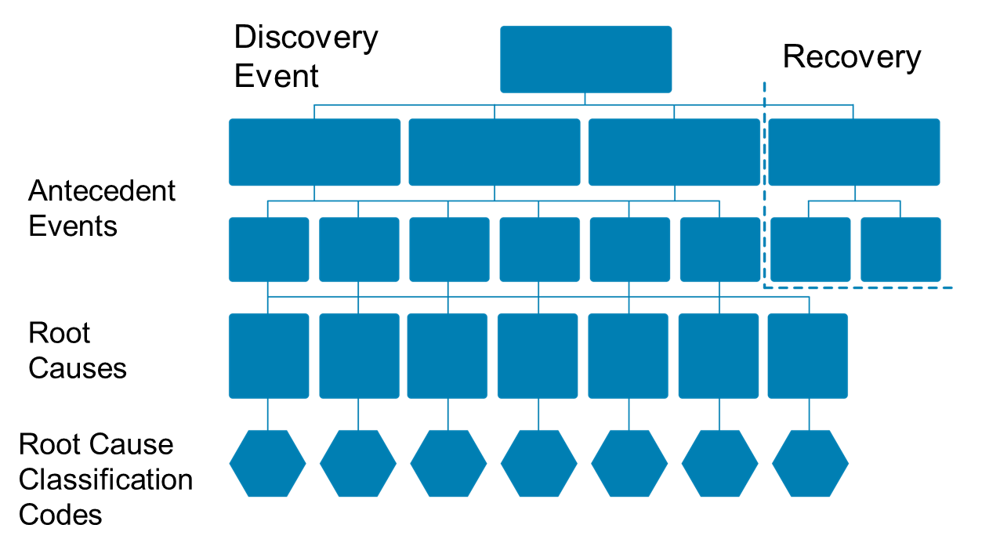 Discovery
Event
Recovery
Antecedent
Events
Root
Causes
Root Cause
Classification
Codes